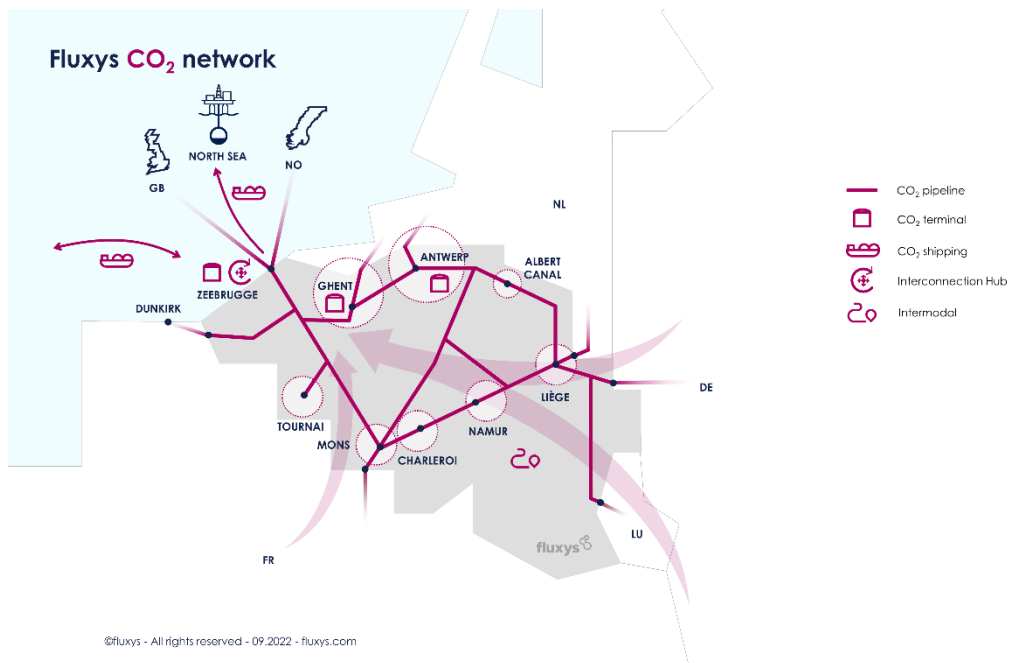 Fluxys CO₂ network
NORTH SEA
GB
NO
NL
ANTWERP
ALBERT
CANAL
ZEEBRUGGE
GHENT
DUNKIRK
TOURNAI
MONS
CHARLEROI
NAMUR
LIÈGE
DE
LU
FR
fluxys
CO₂ pipeline
CO₂ terminal
CO₂ shipping
Interconnection Hub
Intermodal
©fluxys - All rights reserved - 09.2022 - fluxys.com